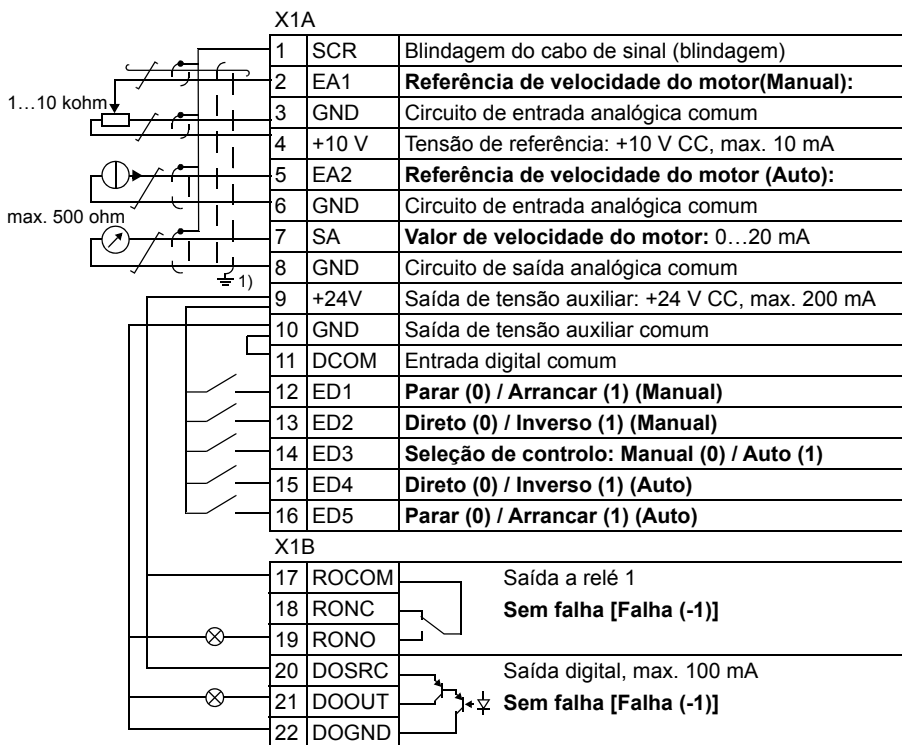 X1A
1 SCR Blindagem do cabo de sinal (blindagem)
2 EA1 Referência de velocidade do motor(Manual):
1…10 kohm
3 GND Circuito de entrada analógica comum
4 +10 V Tensão de referência: +10 V CC, max. 10 mA
5 EA2 Referência de velocidade do motor (Auto):
6 GND Circuito de entrada analógica comum
max. 500 ohm
7 SA Valor de velocidade do motor: 0…20 mA
8 GND Circuito de saída analógica comum
1)
9 +24V Saída de tensão auxiliar: +24 V CC, max. 200 mA
10 GND Saída de tensão auxiliar comum
11 DCOM Entrada digital comum
12 ED1 Parar (0) / Arrancar (1) (Manual)
13 ED2 Direto (0) / Inverso (1) (Manual)
14 ED3 Seleção de controlo: Manual (0) / Auto (1)
15 ED4 Direto (0) / Inverso (1) (Auto)
16 ED5 Parar (0) / Arrancar (1) (Auto)
X1B
17 ROCOM Saída a relé 1
18 RONC Sem falha [Falha (-1)]
19 RONO
20 DOSRC Saída digital, max. 100 mA
21 DOOUT Sem falha [Falha (-1)]
22 DOGND